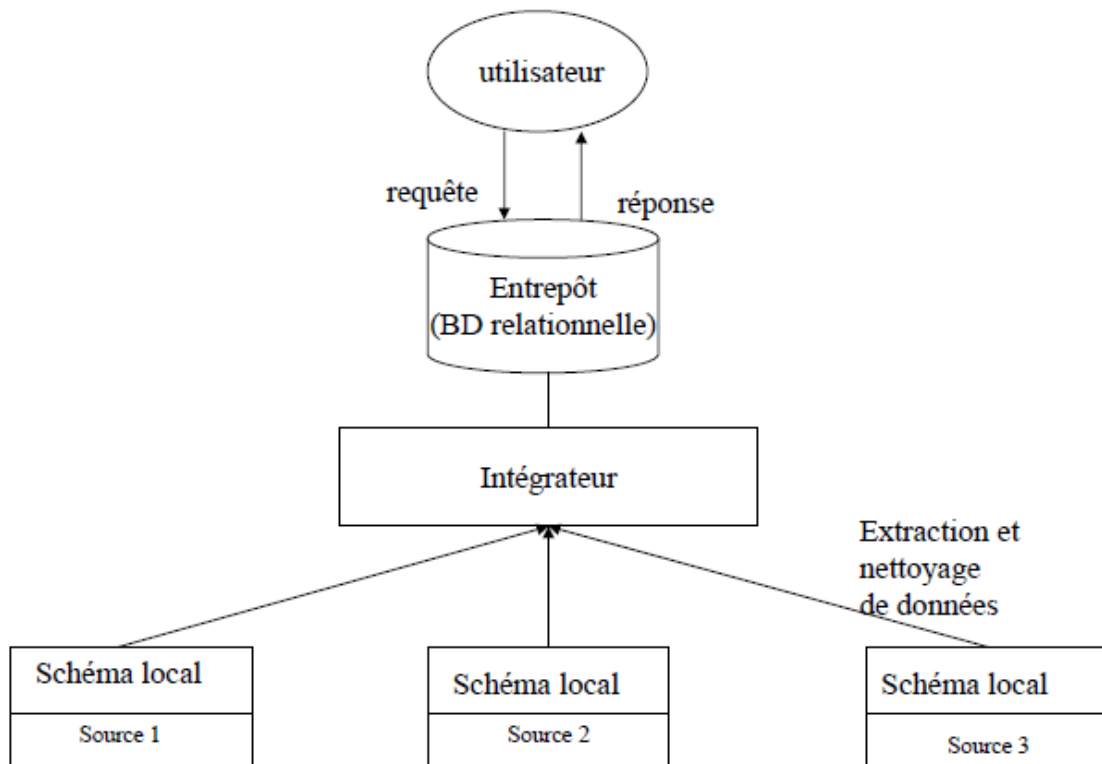 utilisateur
requête
réponse
Entrepôt
(BD relationnelle)
Intégrateur
Extraction et
nettoyage
de données
Schéma local
Source 1
Schéma local
Source 2
Schéma local
Source 3